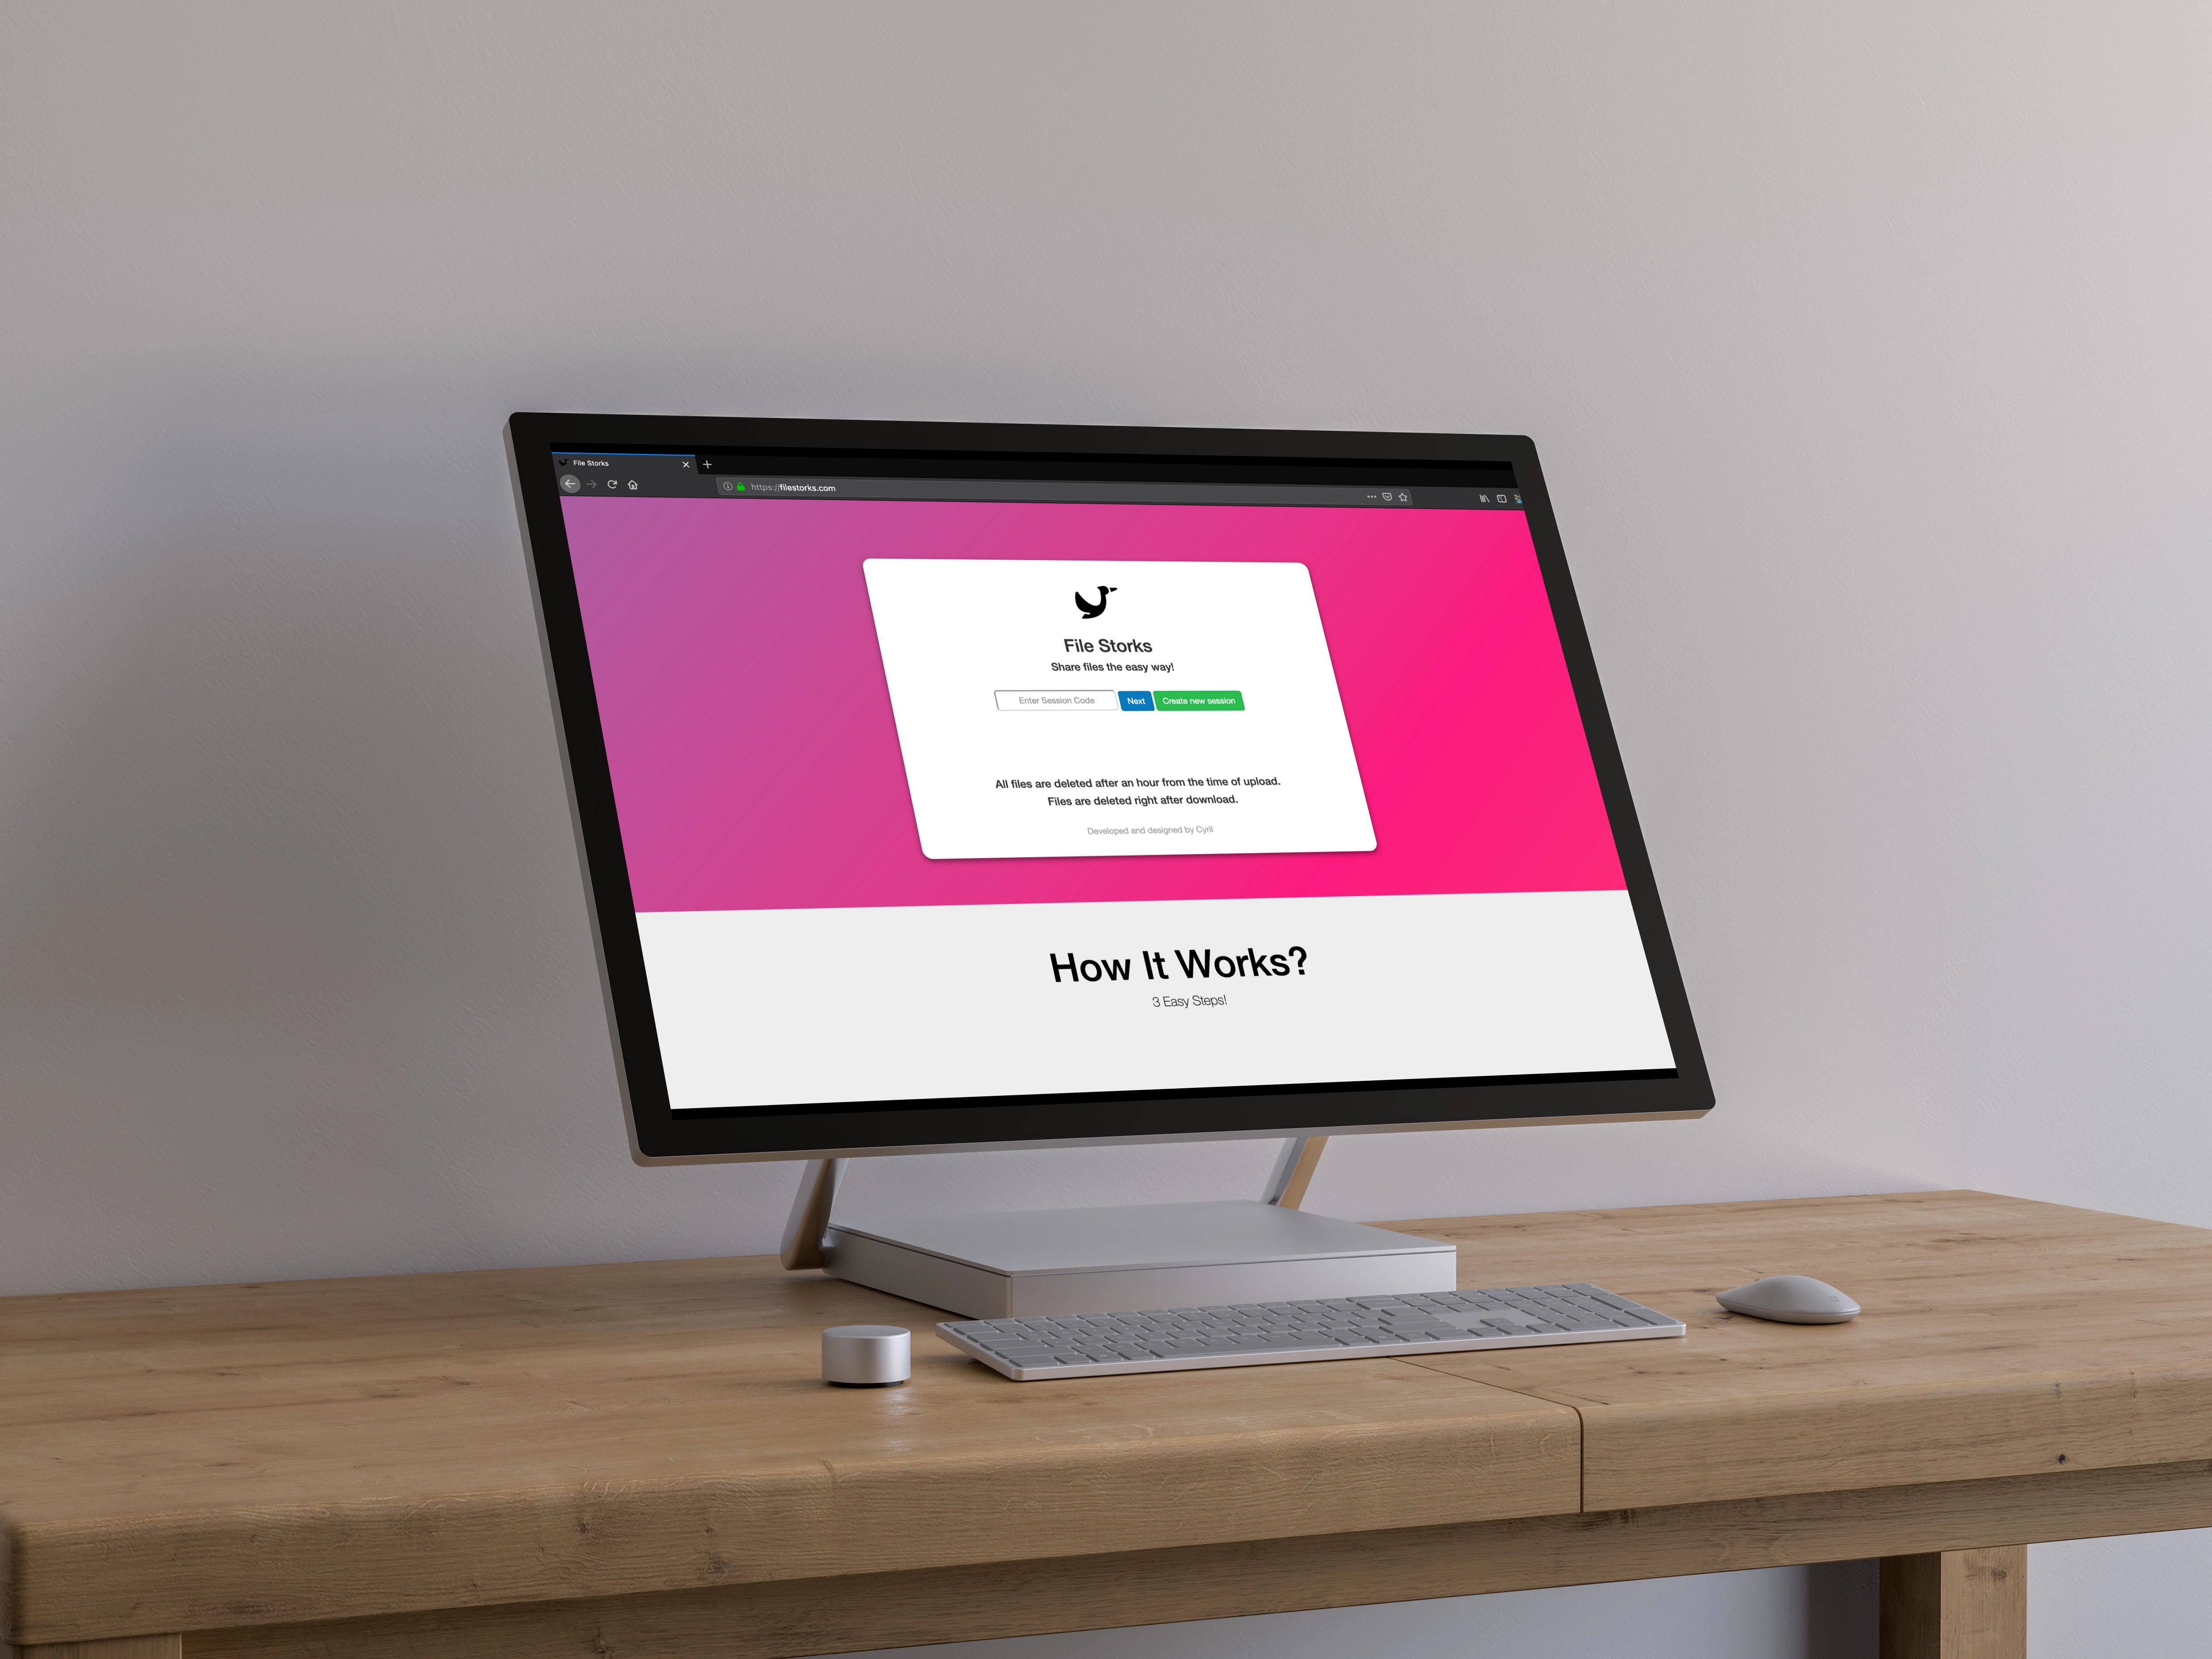 File Storks
https://filestorks.com
File Storks
Share files the easy way!
Enter Session Code Next Create new session
All files are deleted after an hour from the time of upload.
Files are deleted right after download.
Developed and designed by Cyril
How It Works?
3 Easy Steps!